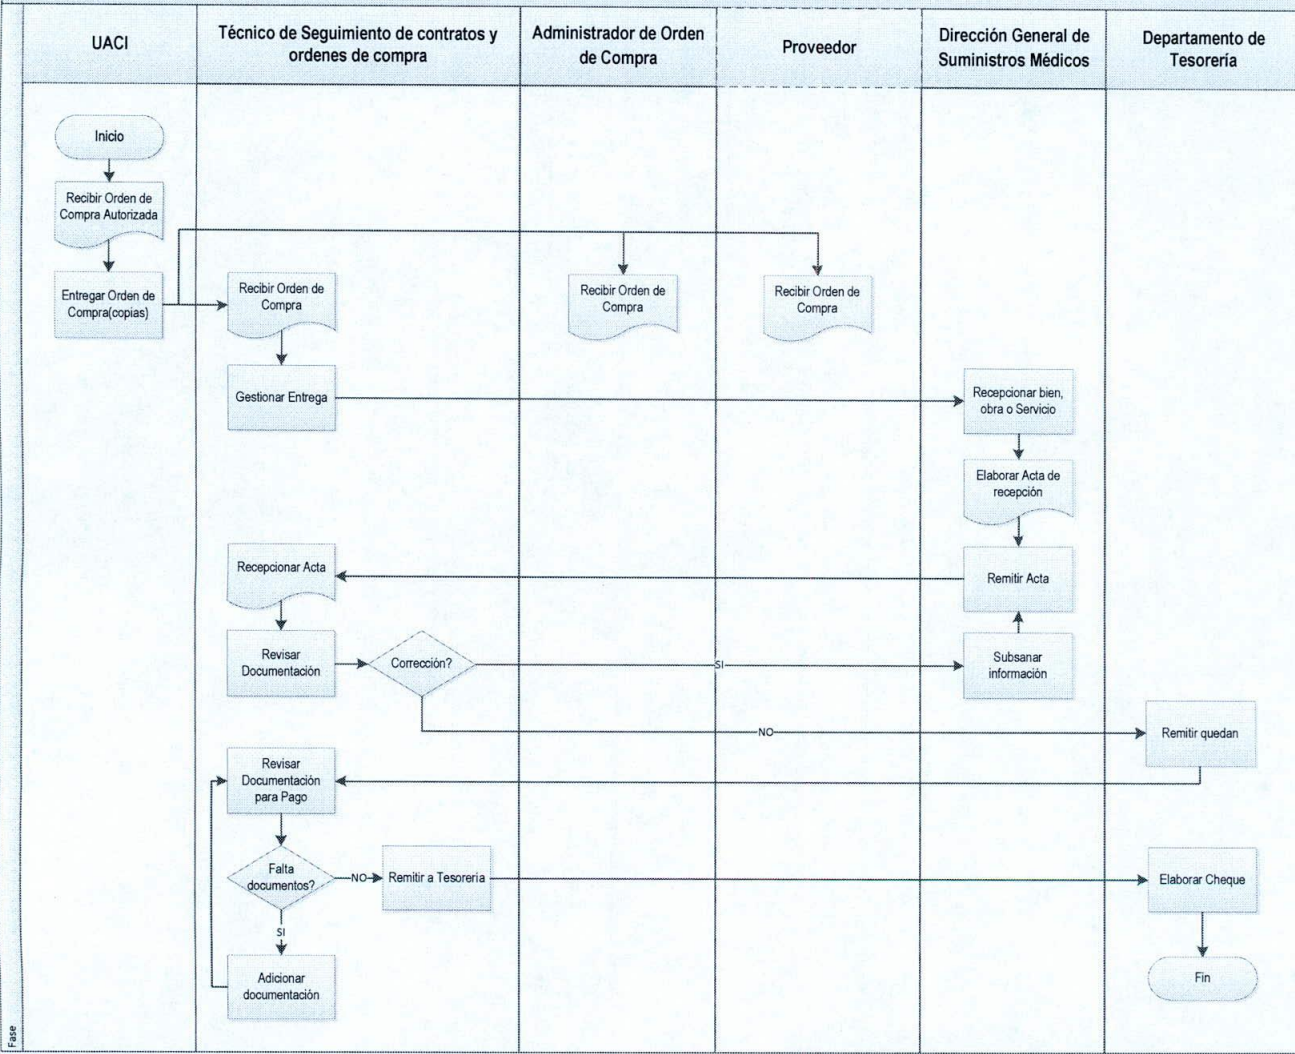 UACI
Técnico de Seguimiento de contratos y
ordenes de compra
Administrador de Orden
de Compra
Proveedor
Dirección General de
Suministros Médicos
Departamento de
Tesorería
Inicio
Recibir Orden de
Compra Autorizada
Entregar Orden de
Compra(copias)
Recibir Orden de
Compra
Recibir Orden de
Compra
Recibir Orden de
Compra
Gestionar Entrega
Recepcionar bien,
obra o Servicio
Elaborar Acta de
recepción
Recepcionar Acta
Remitir Acta
Revisar
Documentación
Corrección?
SI
Subsanar
información
NO
Remitir quedan
Revisar
Documentación
para Pago
Falta
documentos?
NO
Remitir a Tesorería
Elaborar Cheque
SI
Adicionar
documentación
Fin
Fase